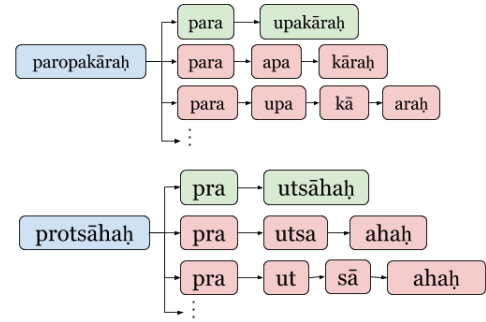 para upakāraḥ
paropakāraḥ para apa kāraḥ
para upa kā araḥ
⋮
pra utsāhaḥ
protsāhaḥ pra utsa ahaḥ
pra ut sā ahaḥ
⋮